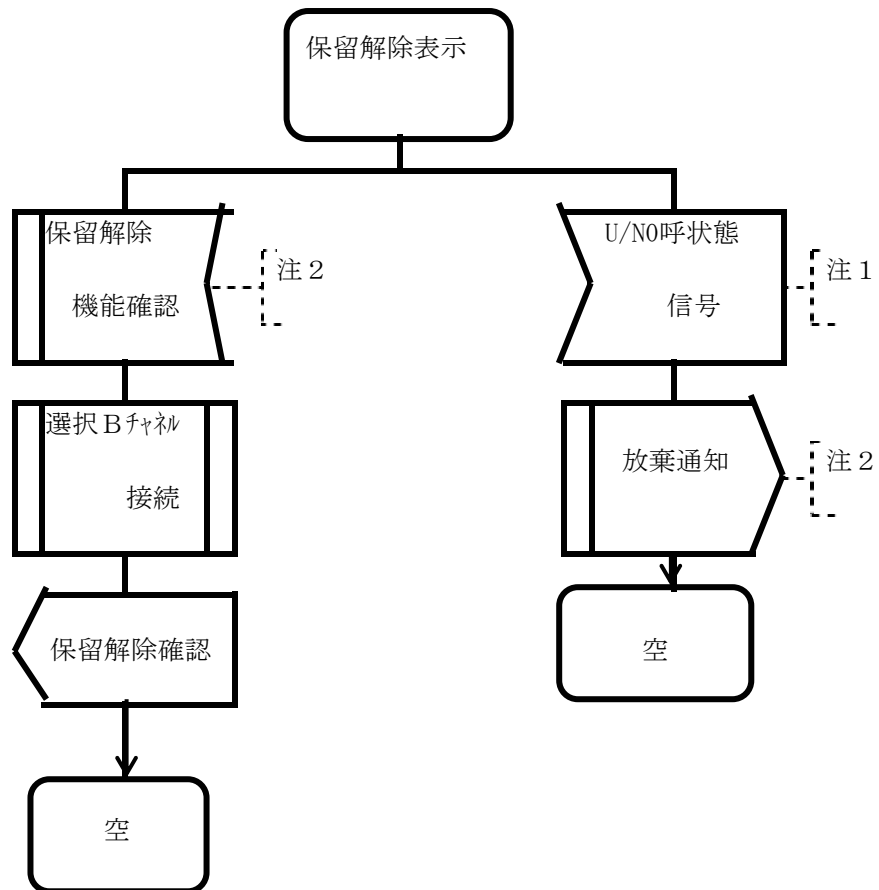 保留解除表示
保留解除
機能確認
注２
U/N0呼状態
信号
注１
選択Ｂﾁｬﾈﾙ
接続
放棄通知
注２
保留解除確認
空
空